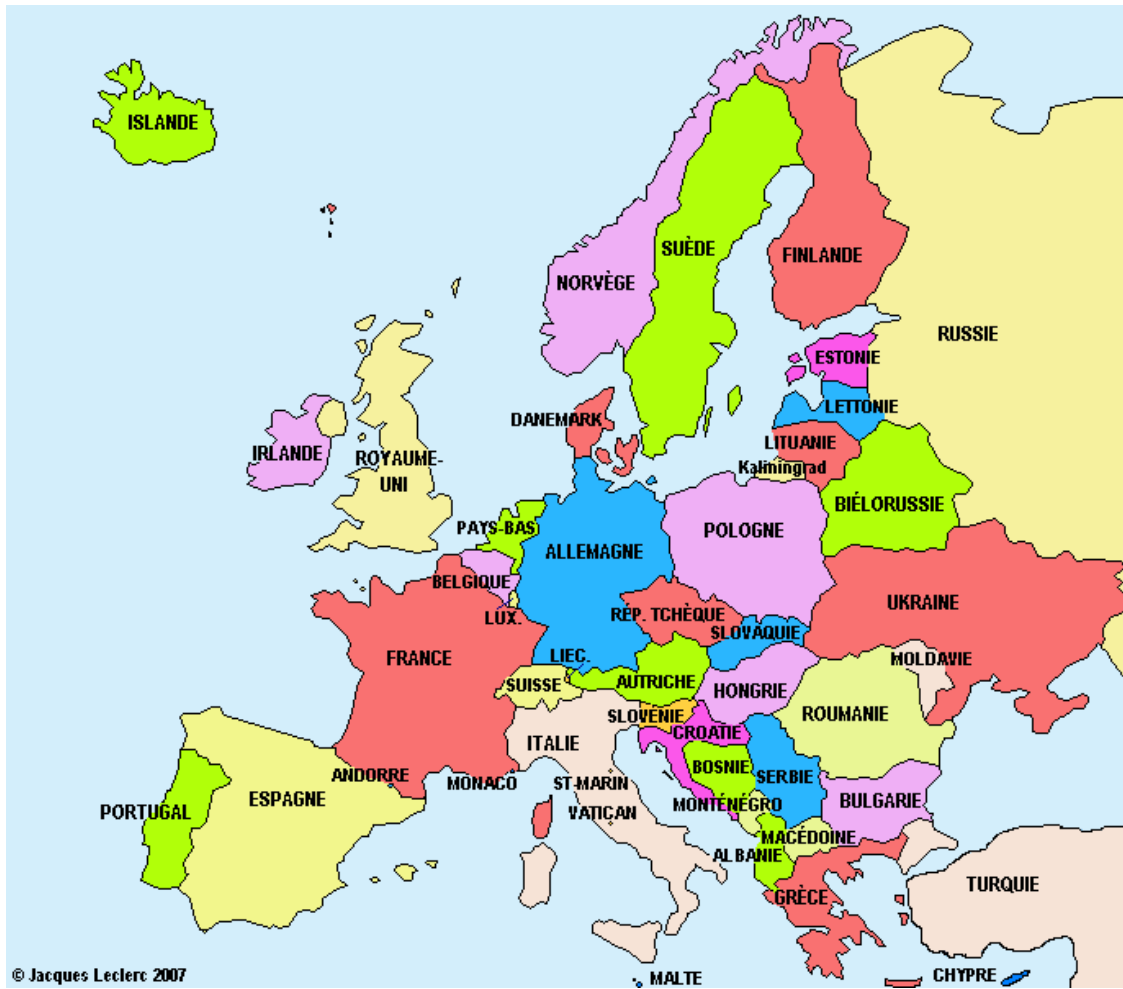 ISLANDE
SUÈDE
FINLANDE
NORVÈGE
RUSSIE
ESTONIE
LETTONIE
DANEMARK
LITUANIE
IRLANDE
ROYAUME-
UNI
Kaliningrad
BIÉLORUSSIE
PAYS-BAS
POLOGNE
ALLEMAGNE
BELGIQUE
UKRAINE
LUX.
RÉP. TCHÈQUE
SLOVAQUIE
FRANCE
LIEC.
MOLDAVIE
SUISSE
AUTRICHE
HONGRIE
SLOVÉNIE
ROUMANIE
CROATIE
ITALIE
BOSNIE
ANDORRE
MONACO
ST-MARIN
SERBIE
ESPAGNE
BULGARIE
PORTUGAL
VATICAN
MONTÉNÉGRO
MACÉDOINE
ALBANIE
TURQUIE
GRÈCE
© Jacques Leclerc 2007
MALTE
CHYPRE